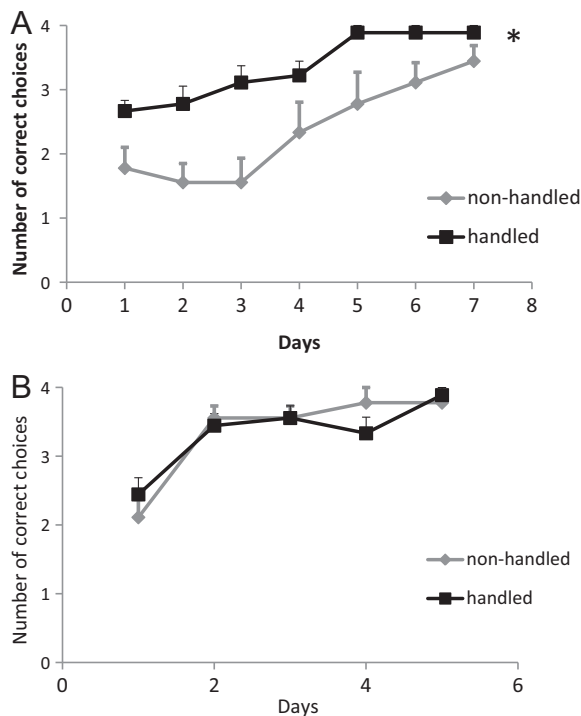 A
Number of correct choices
4
3
2
1
0
0 1 2 3 4 5 6 7 8
Days
*
non-handled
handled
B
Number of correct choices
4
3
2
1
0
0 2 4 6
Days
non-handled
handled